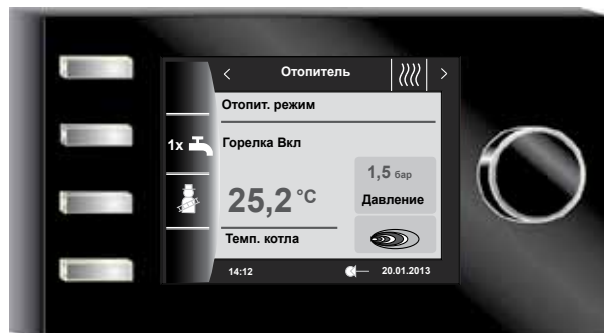 < Отопитель >
Отопит. режим
1x
Горелка Вкл
25,2 °C
1,5 бар
Давление
Темп. котла
14:12
20.01.2013